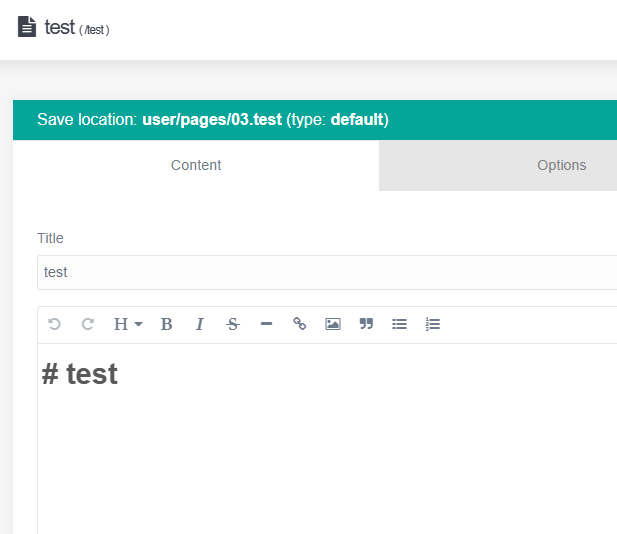 test ( /test )
Save location: user/pages/03.test (type: default)
Content Options
Title
test
H B I S
# test